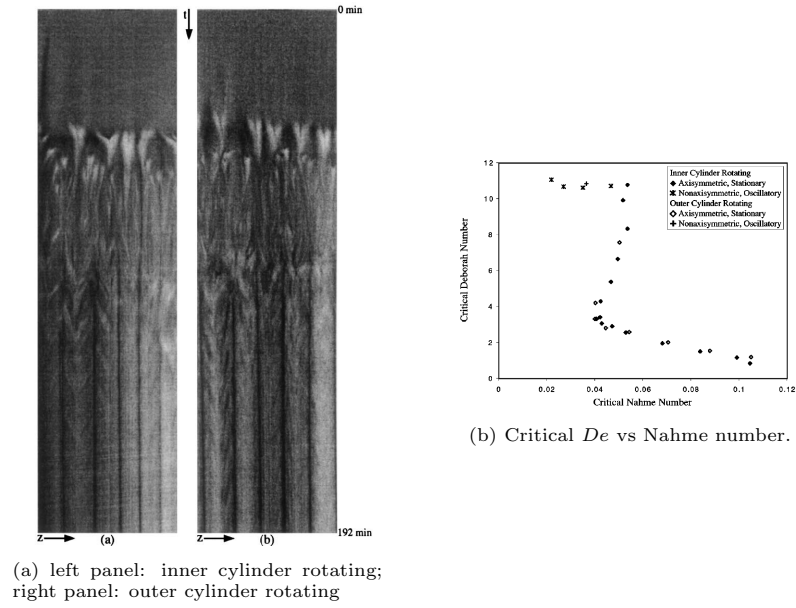 t
0 min
z
(a)
z
(b)
192 min
(a) left panel: inner cylinder rotating;
right panel: outer cylinder rotating
Critical Deborah Number
12
10
8
6
4
2
0
0
0.02
0.04
0.06
0.08
0.1
0.12
Critical Nahme Number
Inner Cylinder Rotating
Axisymmetric, Stationary
Nonaxisymmetric, Oscillatory
Outer Cylinder Rotating
Axisymmetric, Stationary
Nonaxisymmetric, Oscillatory
(b) Critical De vs Nahme number.